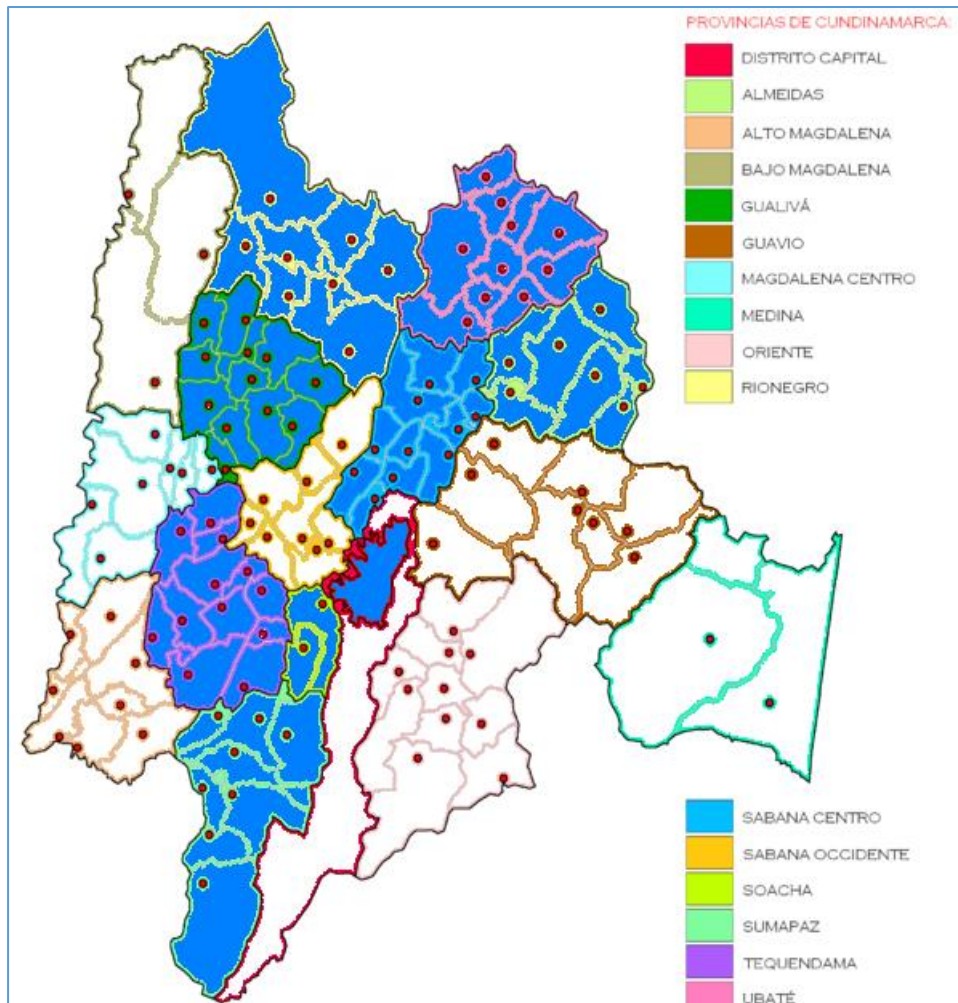 PROVINCIAS DE CUNDINAMARCA:
DISTRITO CAPITAL
ALMEIDAS
ALTO MAGDALENA
BAJO MAGDALENA
GUALIVÁ
GUAVIO
MAGDALENA CENTRO
MEDINA
ORIENTE
RIONEGRO
SABANA CENTRO
SABANA OCCIDENTE
SOACHA
SUMAPAZ
TEQUENDAMA
UBATÉ